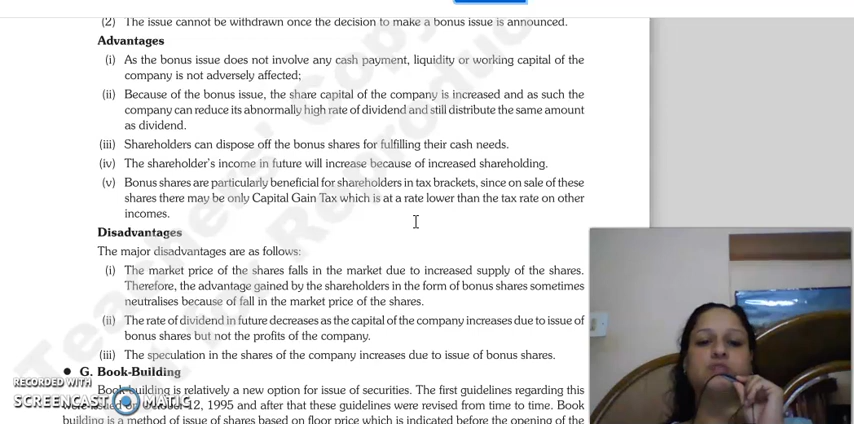 (2) The issue cannot be withdrawn once the decision to make a bonus issue is announced.
Advantages
(i) As the bonus issue does not involve any cash payment, liquidity or working capital of the
company is not adversely affected;
(ii) Because of the bonus issue, the share capital of the company is increased and as such the
company can reduce its abnormally high rate of dividend and still distribute the same amount
as dividend.
(iii) Shareholders can dispose off the bonus shares for fulfilling their cash needs.
(iv) The shareholder's income in future will increase because of increased shareholding.
(v) Bonus shares are particularly beneficial for shareholders in tax brackets, since on sale of these
shares there may be only Capital Gain Tax which is at a rate lower than the tax rate on other
incomes.
Disadvantages
The major disadvantages are as follows:
(i) The market price of the shares falls in the market due to increased supply of the shares.
Therefore, the advantage gained by the shareholders in the form of bonus shares sometimes
neutralises because of fall in the market price of the shares.
(ii) The rate of dividend in future decreases as the capital of the company increases due to issue of
bonus shares but not the profits of the company.
(iii) The speculation in the shares of the company increases due to issue of bonus shares.
● G. Book-Building
Book-building is relatively a new option for issue of securities. The first guidelines regarding this
12, 1995 and after that these guidelines were revised from time to time. Book
building is a method of issue of shares based on floor price which is indicated before the opening of the
RECORDED WITH
SCREENCAST MATIC
Teachers' Copy